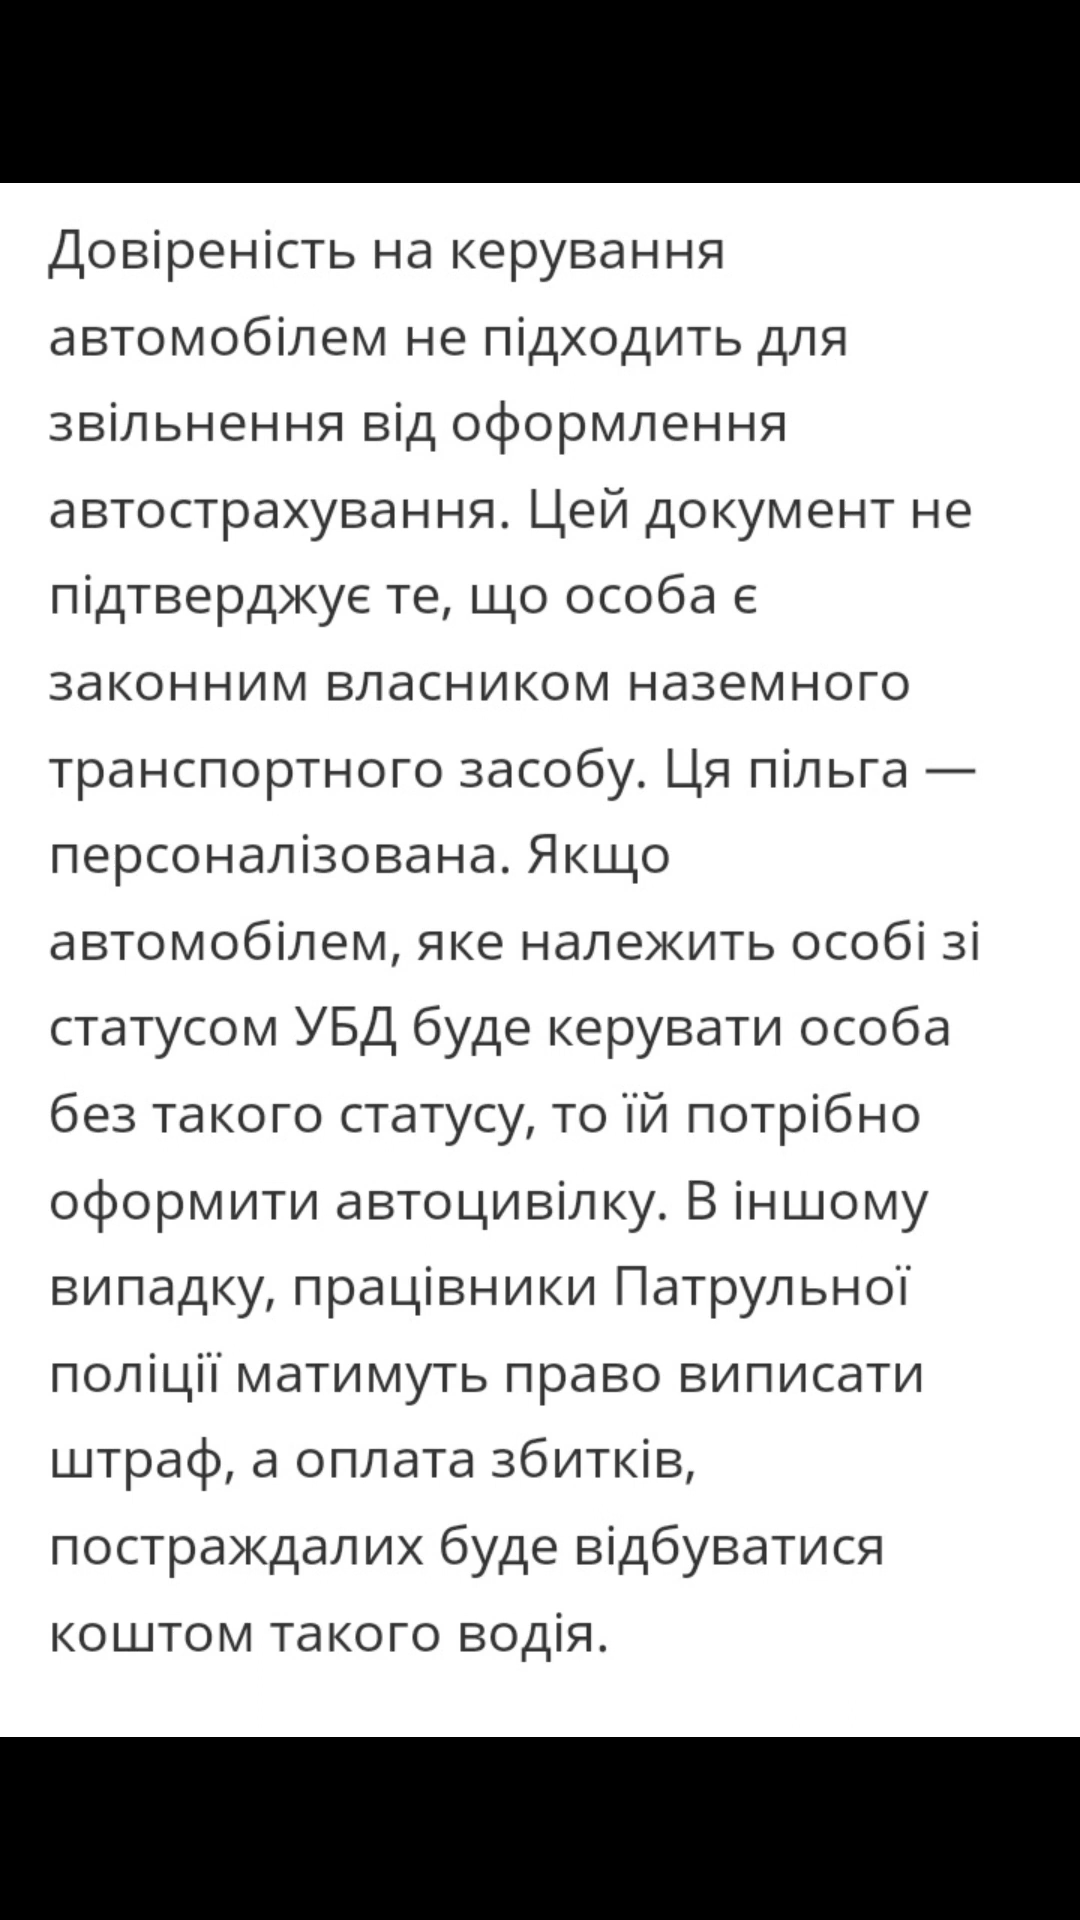 Довіреність на керування
автомобілем не підходить для
звільнення від оформлення
автострахування. Цей документ не
підтверджує те, що особа є
законним власником наземного
транспортного засобу. Ця пільга —
персоналізована. Якщо
автомобілем, яке належить особі зі
статусом УБД буде керувати особа
без такого статусу, то їй потрібно
оформити автоцивілку. В іншому
випадку, працівники Патрульної
поліції матимуть право виписати
штраф, а оплата збитків,
постраждалих буде відбуватися
коштом такого водія.